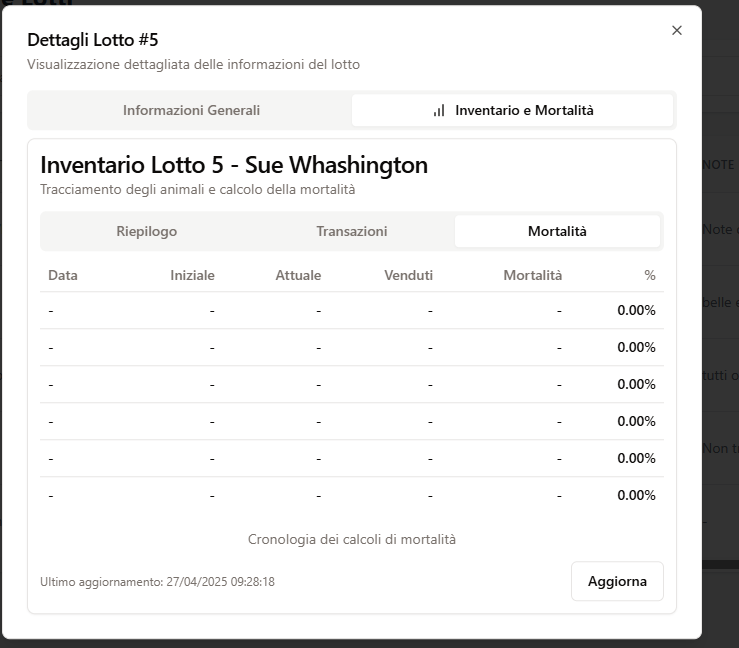 Dettagli Lotto #5
Visualizzazione dettagliata delle informazioni del lotto
Informazioni Generali
Inventario e Mortalità
Inventario Lotto 5 - Sue Whashington
Tracciamento degli animali e calcolo della mortalità
Riepilogo Transazioni Mortalità
Data Iniziale Attuale Venduti Mortalità %
- - - - - 0.00%
- - - - - 0.00%
- - - - - 0.00%
- - - - - 0.00%
- - - - - 0.00%
- - - - - 0.00%
Cronologia dei calcoli di mortalità
Ultimo aggiornamento: 27/04/2025 09:28:18
Aggiorna
NOTE
Note
belle
tutti
Non
-